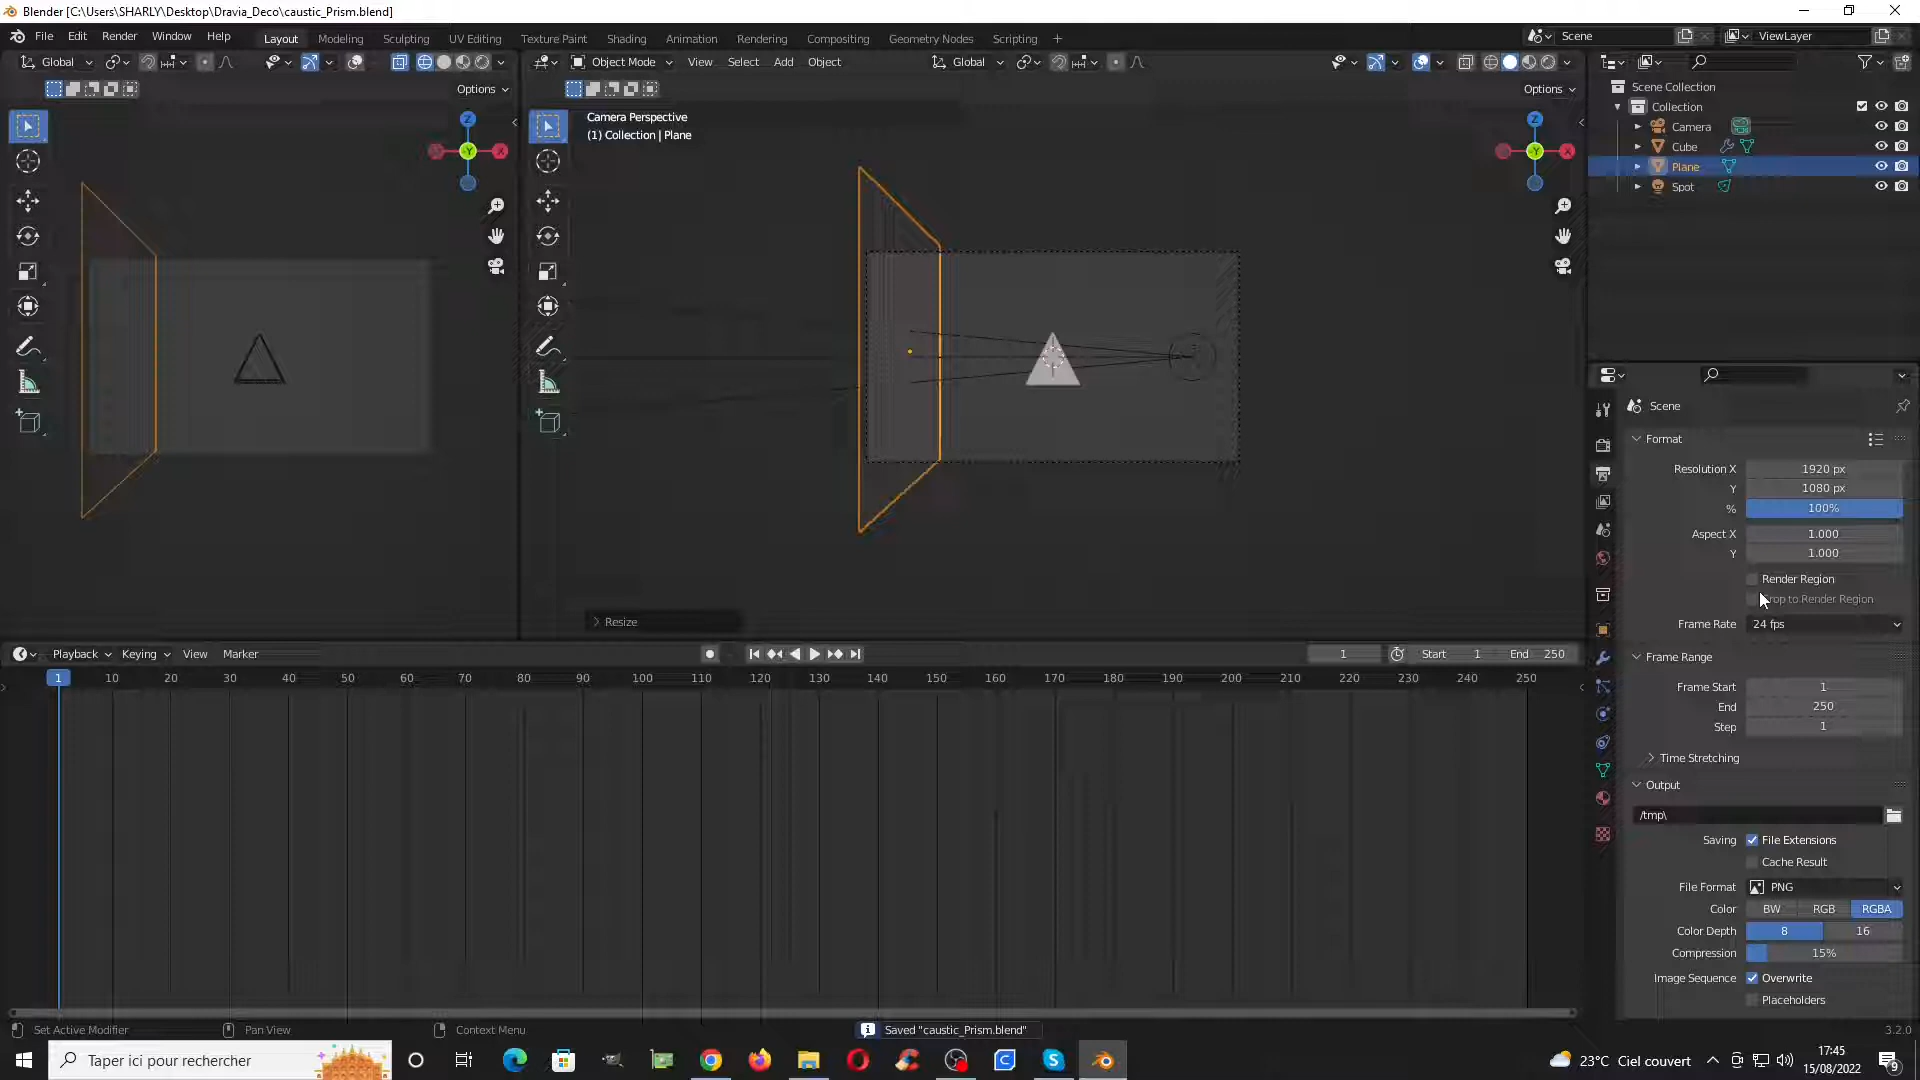 Blender [C:\Users\SHARLY\Desktop\Dravia_Deco\caustic_Prism.blend]
File Edit Render Window Help
Layout Modeling Sculpting UV Editing Texture Paint Shading Animation Rendering Compositing Geometry Nodes Scripting +
Scene
ViewLayer
Global
Object Mode View Select Add Object
Global
Options
Options
Camera Perspective
(1) Collection | Plane
Z
Y
X
Z
Y
X
Scene Collection
Collection
Camera
Cube
Plane
Spot
Resize
Scene
Format
Resolution X 1920 px
Y 1080 px
% 100%
Aspect X 1.000
Y 1.000
Render Region
Crop to Render Region
Frame Rate 24 fps
Frame Range
Frame Start 1
End 250
Step 1
Time Stretching
Output
/tmp\
Saving File Extensions
Cache Result
File Format PNG
Color BW RGB RGBA
Color Depth 8 16
Compression 15%
Image Sequence Overwrite
Placeholders
Playback Keying View Marker
1 Start 1 End 250
1 10 20 30 40 50 60 70 80 90 100 110 120 130 140 150 160 170 180 190 200 210 220 230 240 250
Set Active Modifier Pan View Context Menu
Saved "caustic_Prism.blend"
3.2.0
Taper ici pour rechercher
23°C Ciel couvert
17:45
15/08/2022
9